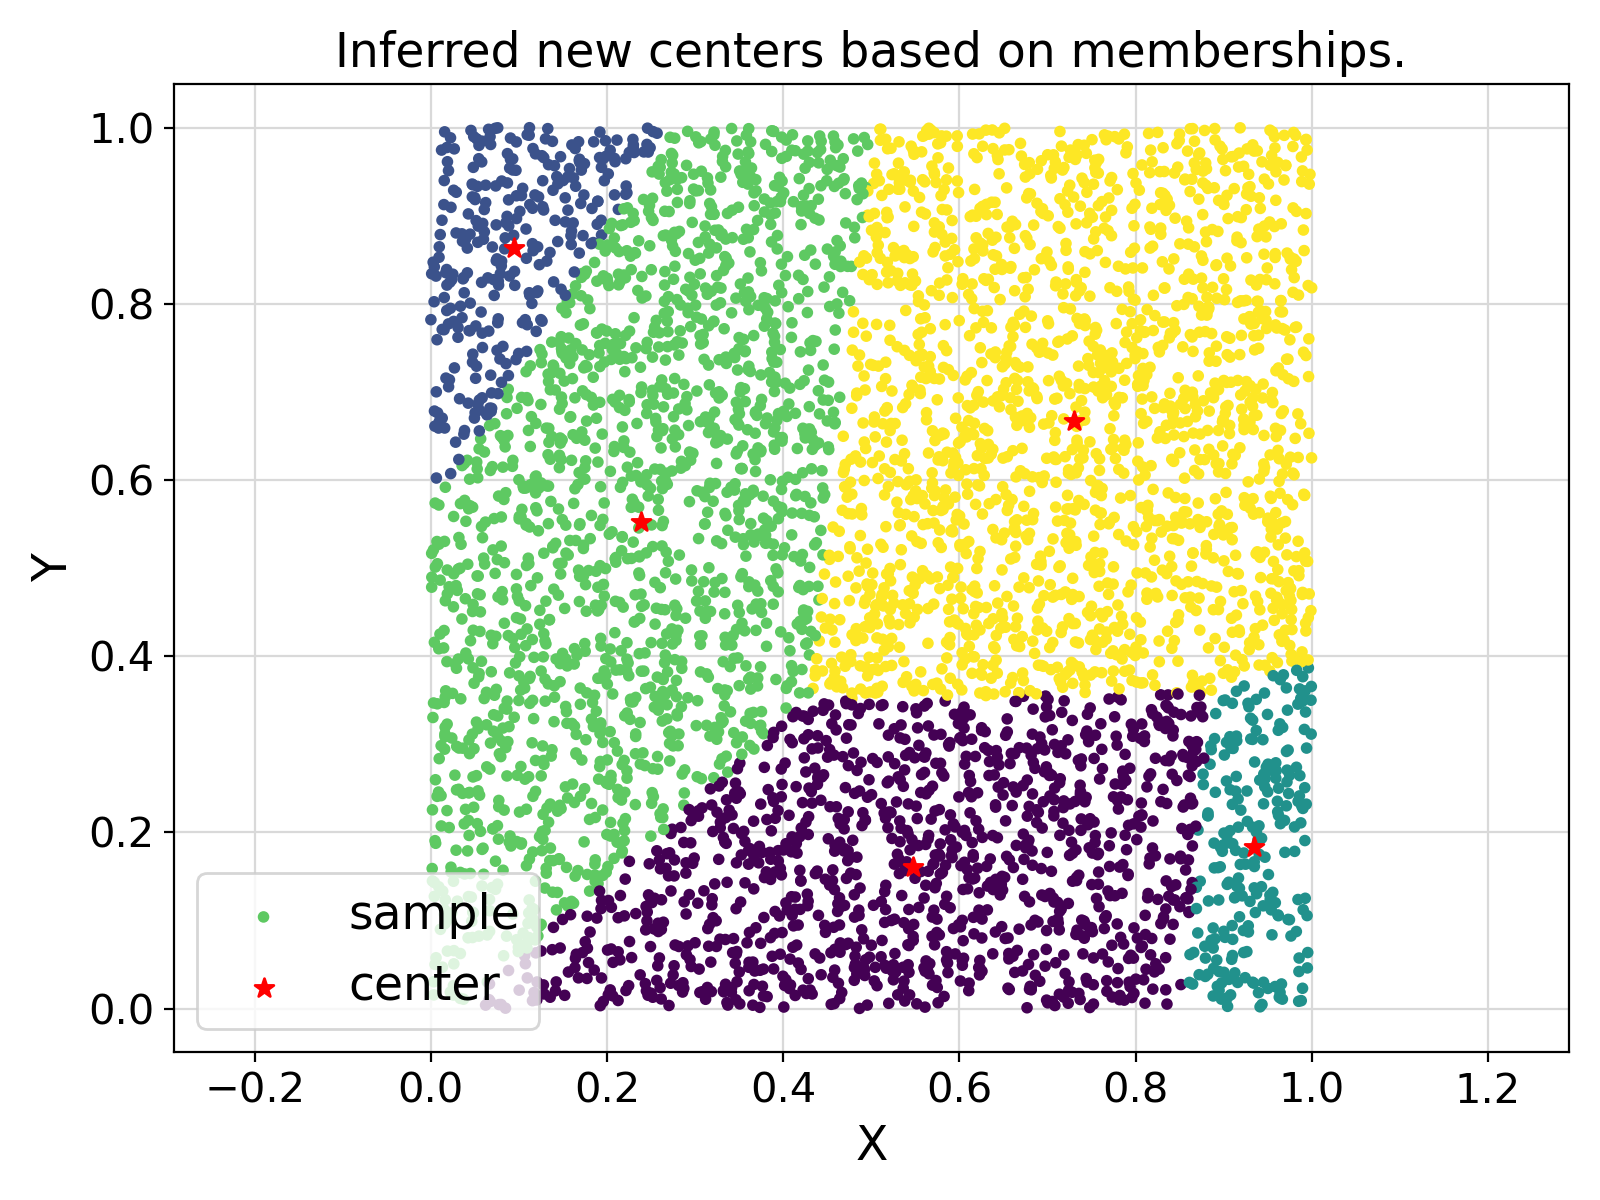 Inferred new centers based on memberships.
1.0
0.8
0.6
0.4
0.2
0.0
Y
sample
center
−0.2 0.0 0.2 0.4 0.6 0.8 1.0 1.2
X